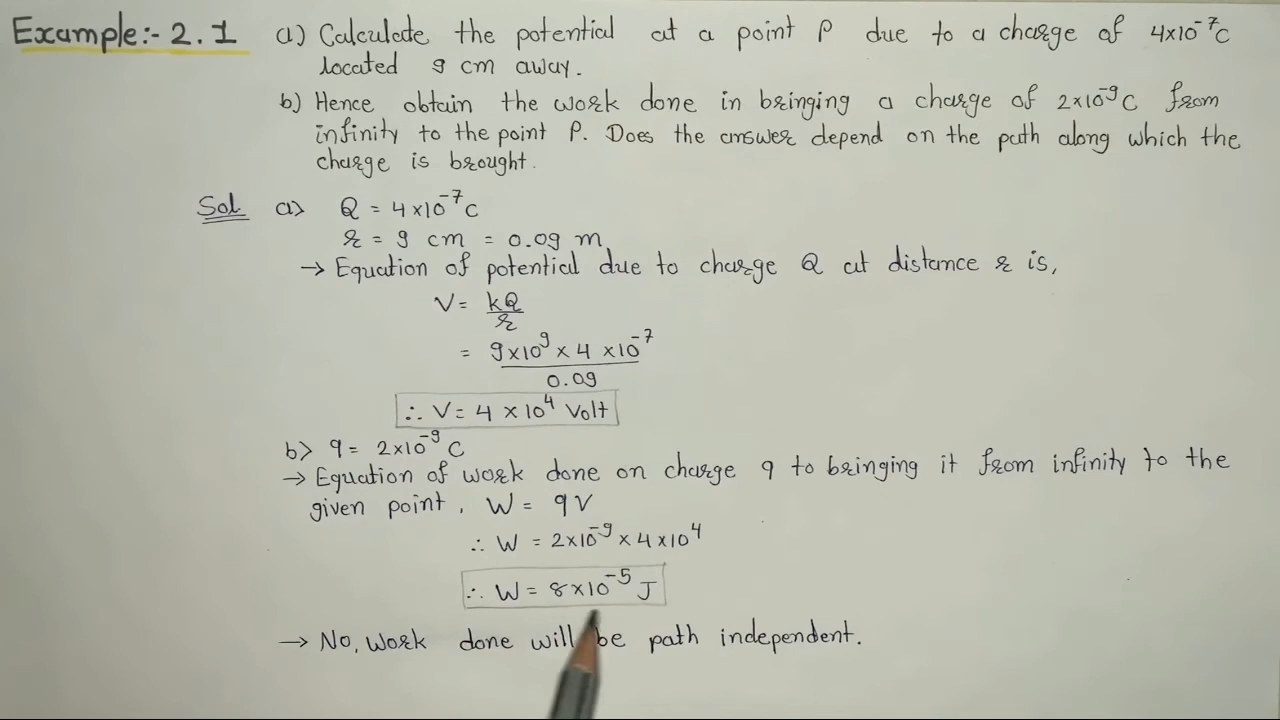 Example:- 2.1 a) Calculate the potential at a point P due to a charge of 4×10⁻⁷C
located 9 cm away.
b) Hence obtain the work done in bringing a charge of 2×10⁻⁹ C from
infinity to the point P. Does the answer depend on the path along which the
charge is brought.
Sol a) Q = 4×10⁻⁷ C
r = 9 cm = 0.09 m
→ Equation of potential due to charge Q at distance r is,
V = kQ
r
= 9×10⁹ × 4 ×10⁻⁷
0.09
∴ V = 4 × 10⁴ Volt
b) q = 2×10⁻⁹ C
→ Equation of work done on charge q to bringing it from infinity to the
given point, W = qV
∴ W = 2×10⁻⁹ × 4×10⁴
∴ W = 8×10⁻⁵ J
→ No, Work done will be path independent.